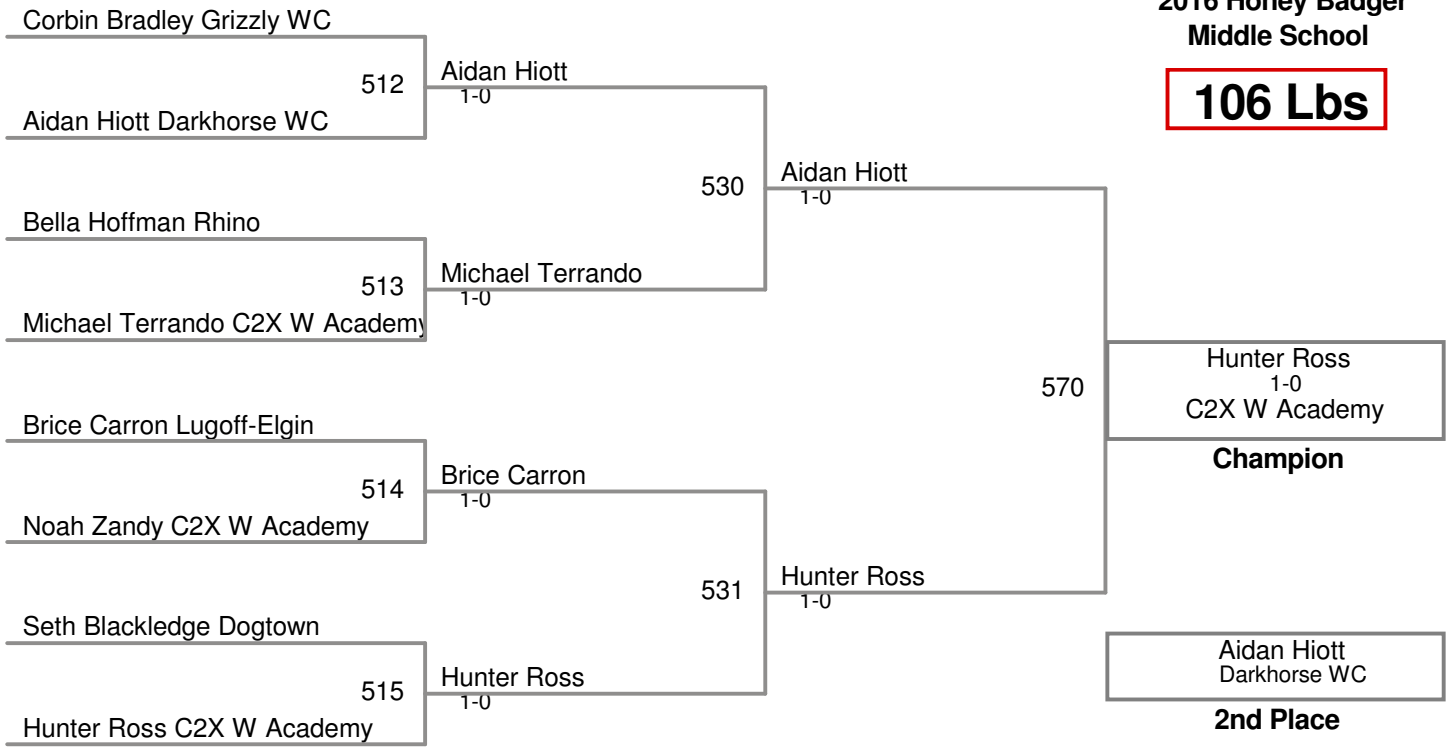 2016 Honey Badger
Middle School
106 Lbs
Corbin Bradley Grizzly WC
512
Aidan Hiott Darkhorse WC
Aidan Hiott
1-0
Bella Hoffman Rhino
513
Michael Terrando C2X W Academy
Michael Terrando
1-0
530
Aidan Hiott
1-0
Brice Carron Lugoff-Elgin
514
Noah Zandy C2X W Academy
Brice Carron
1-0
Seth Blackledge Dogtown
515
Hunter Ross C2X W Academy
Hunter Ross
1-0
531
Hunter Ross
1-0
570
Hunter Ross
1-0
C2X W Academy
Champion
Aidan Hiott
Darkhorse WC
2nd Place